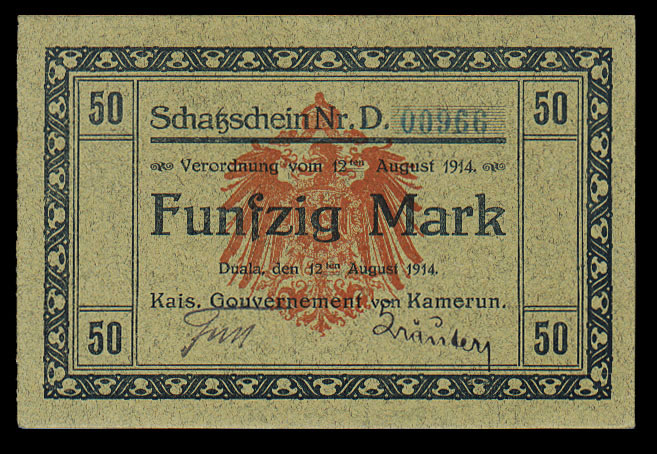 50 50
Schatzschein Nr. D. 00966
Verordnung vom 12ten August 1914.
Funfzig Mark
Duala, den 12ten August 1914.
Kais. Gouvernement von Kamerun.
50 50